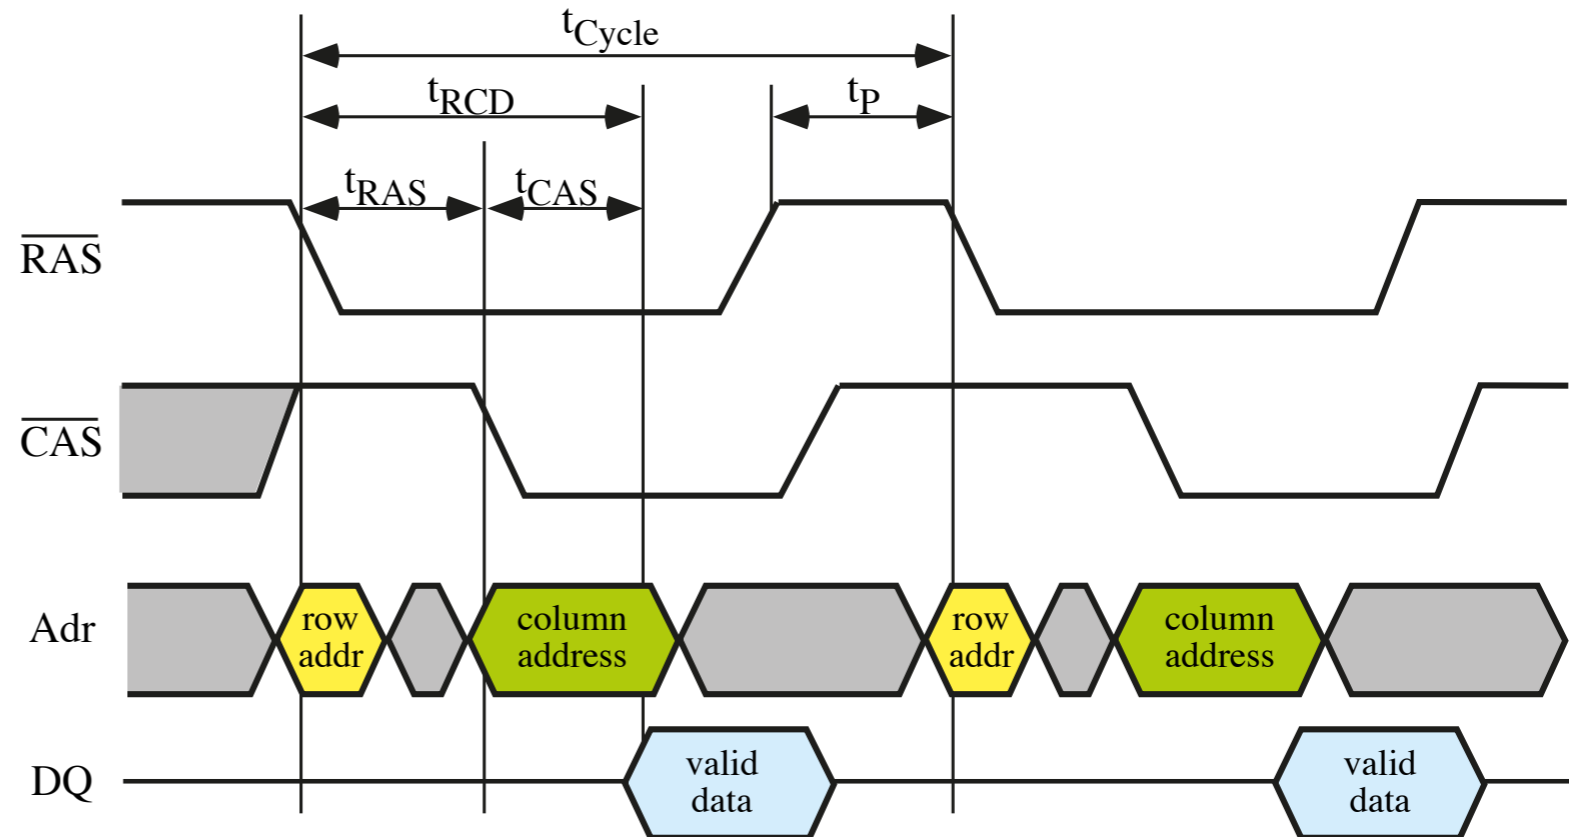 tCycle
tRCD
tP
tRAS
tCAS
RAS
CAS
Adr
row
addr
column
address
row
addr
column
address
DQ
valid
data
valid
data